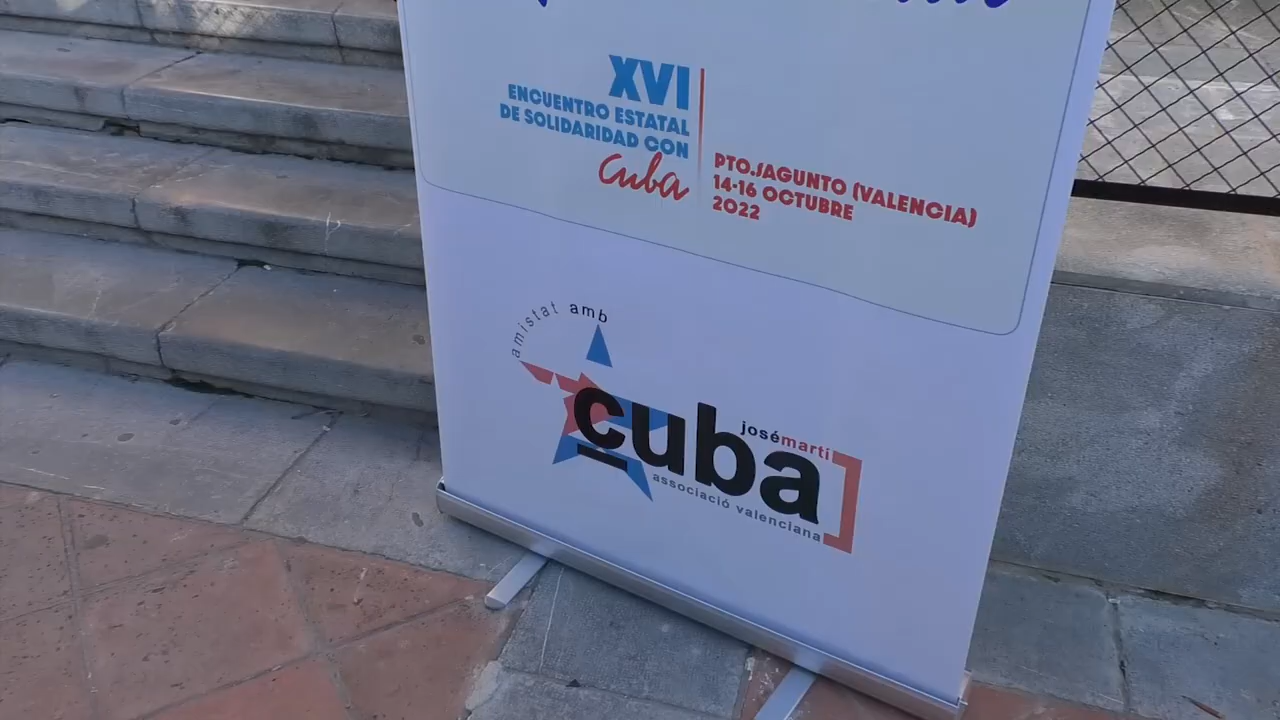 XVI
ENCUENTRO ESTATAL
DE SOLIDARIDAD CON
Cuba
PTO.SAGUNTO (VALENCIA)
14-16 OCTUBRE
2022
amistat amb
cuba
josémartí
associació valenciana